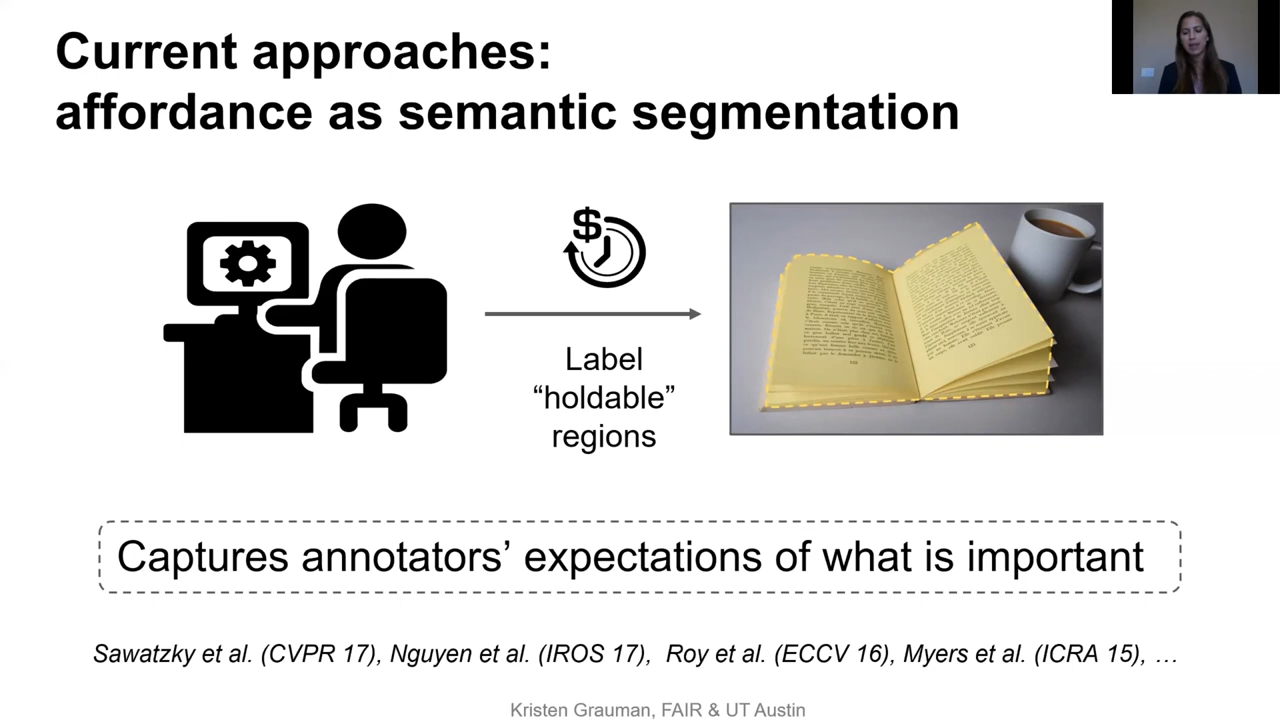 Current approaches:
affordance as semantic segmentation
$
Label
“holdable”
regions
Captures annotators’ expectations of what is important
Sawatzky et al. (CVPR 17), Nguyen et al. (IROS 17), Roy et al. (ECCV 16), Myers et al. (ICRA 15), …
Kristen Grauman, FAIR & UT Austin